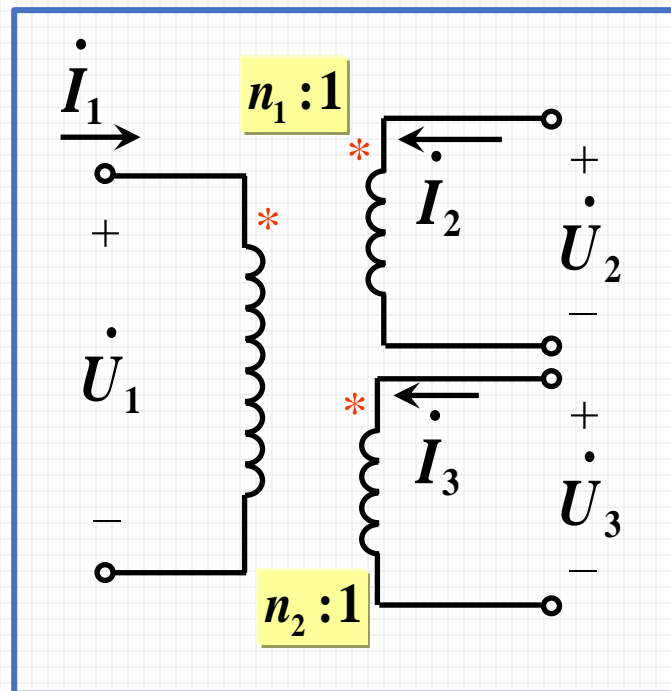 İ₁
n₁ : 1
*
*
İ₂
+
U̇₂
−
+
U̇₁
−
*
İ₃
+
U̇₃
−
n₂ : 1